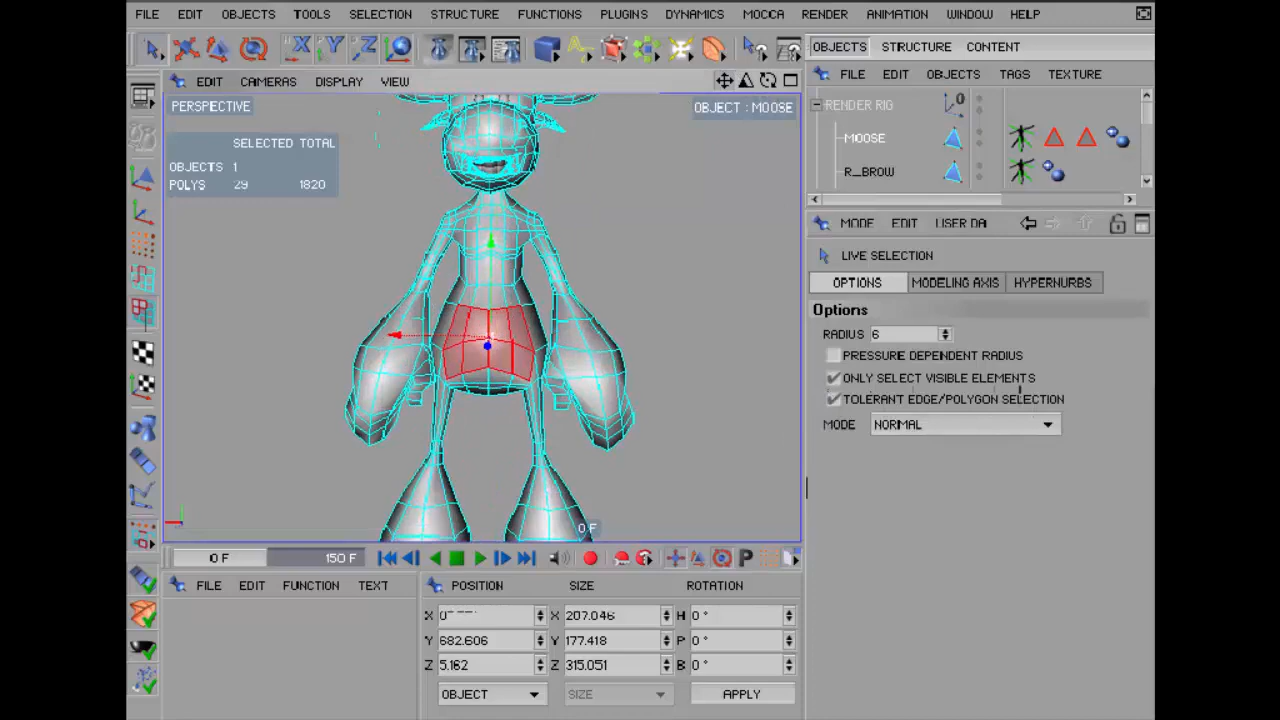 FILE EDIT OBJECTS TOOLS SELECTION STRUCTURE FUNCTIONS PLUGINS DYNAMICS MOCCA RENDER ANIMATION WINDOW HELP
X Y Z
OBJECTS STRUCTURE CONTENT
EDIT CAMERAS DISPLAY VIEW
FILE EDIT OBJECTS TAGS TEXTURE
PERSPECTIVE
OBJECT : MOOSE
RENDER RIG
MOOSE
R_BROW
SELECTED TOTAL
OBJECTS 1
POLYS 29 1820
MODE EDIT USER DA
LIVE SELECTION
OPTIONS MODELING AXIS HYPERNURBS
Options
RADIUS 6
PRESSURE DEPENDENT RADIUS
ONLY SELECT VISIBLE ELEMENTS
TOLERANT EDGE/POLYGON SELECTION
MODE NORMAL
0 F
0 F 150 F P
FILE EDIT FUNCTION TEXT
POSITION SIZE ROTATION
X 0 X 207.046 H 0 °
Y 682.606 Y 177.418 P 0 °
Z 5.162 Z 315.051 B 0 °
OBJECT SIZE APPLY